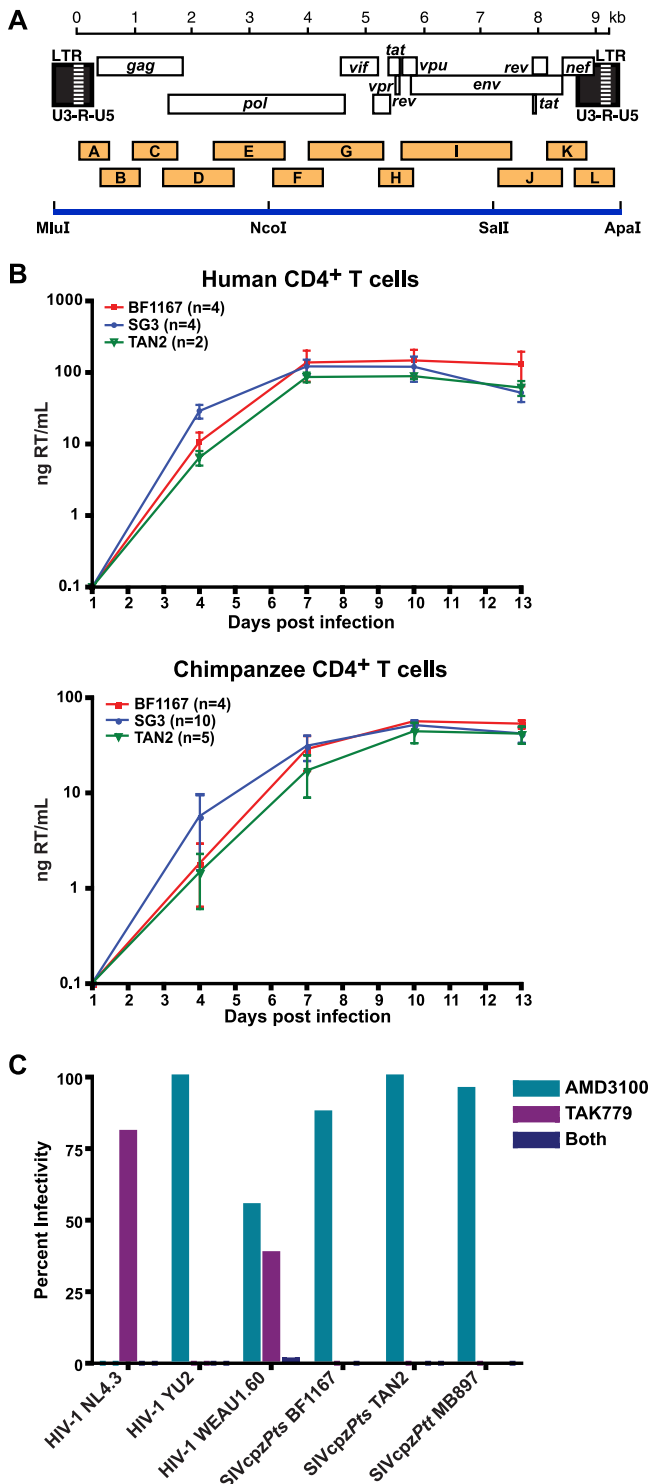 A
0 1 2 3 4 5 6 7 8 9 kb
LTR gag vif tat vpu rev nef LTR
vpr rev env
U3-R-U5 pol tat U3-R-U5
A C E G I K
B D F H J L
MluI NcoI SalI ApaI
B
Human CD4+ T cells
BF1167 (n=4)
SG3 (n=4)
TAN2 (n=2)
1000
100
10
1
0.1
ng RT/mL
1 2 3 4 5 6 7 8 9 10 11 12 13
Days post infection
Chimpanzee CD4+ T cells
BF1167 (n=4)
SG3 (n=10)
TAN2 (n=5)
100
10
1
0.1
ng RT/mL
1 2 3 4 5 6 7 8 9 10 11 12 13
Days post infection
C
100
75
50
25
0
Percent Infectivity
AMD3100
TAK779
Both
HIV-1 NL4.3
HIV-1 YU2
HIV-1 WEAU1.60
SIVcpzPts BF1167
SIVcpzPts TAN2
SIVcpzPtt MB897